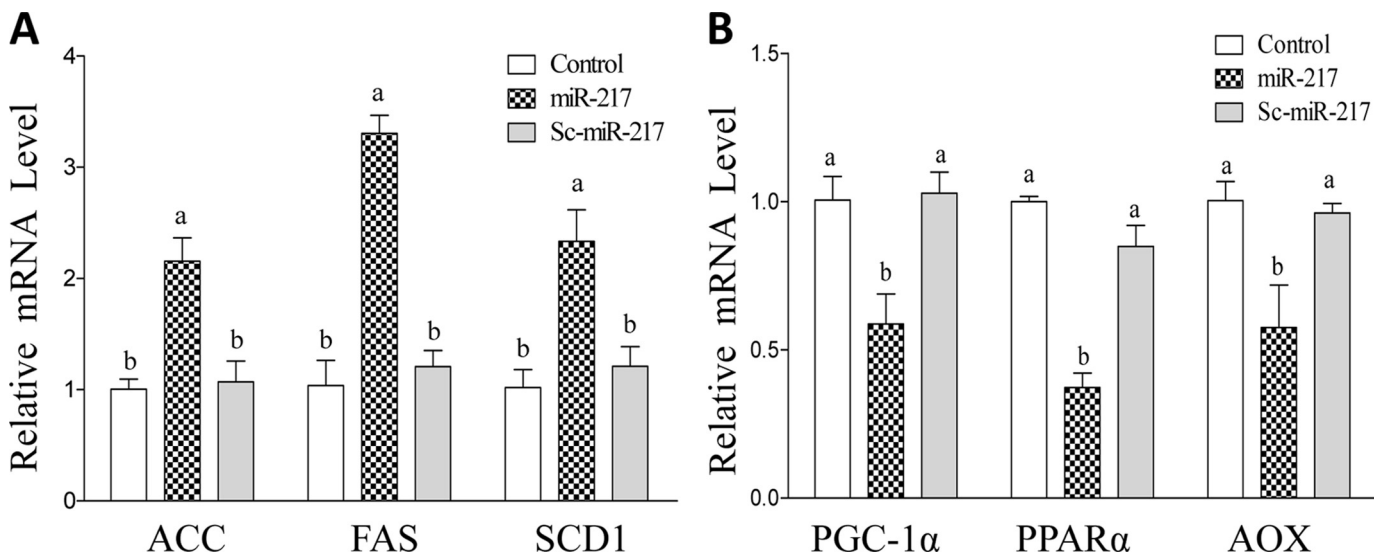 A
Relative mRNA Level
4
3
2
1
0
Control
miR-217
Sc-miR-217
b
a
b
b
a
b
b
a
b
ACC
FAS
SCD1
B
Relative mRNA Level
1.5
1.0
0.5
0.0
Control
miR-217
Sc-miR-217
a
b
a
a
b
a
a
b
a
PGC-1α
PPARα
AOX